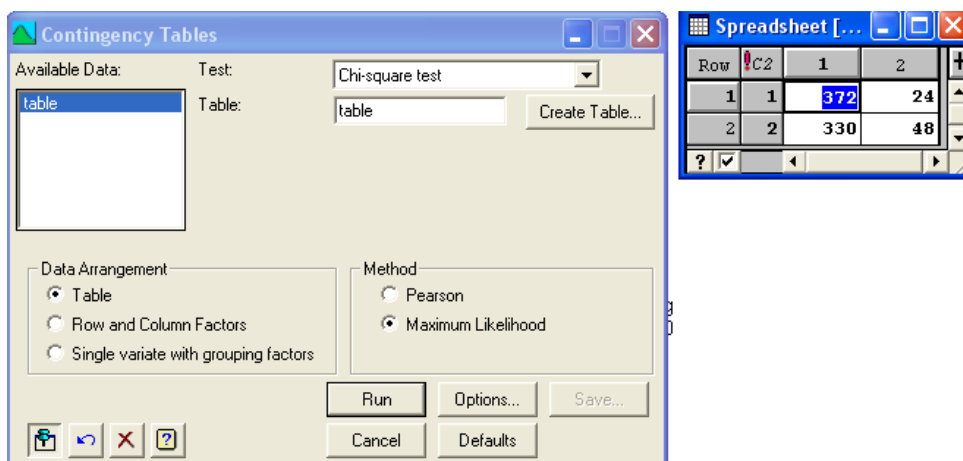 Contingency Tables
Available Data:
table
Test:
Chi-square test
Table:
table
Create Table...
Data Arrangement
Table
Row and Column Factors
Single variate with grouping factors
Method
Pearson
Maximum Likelihood
Run
Options...
Save...
Cancel
Defaults
Spreadsheet [...
Row !C2 1 2
1 1 372 24
2 2 330 48
?